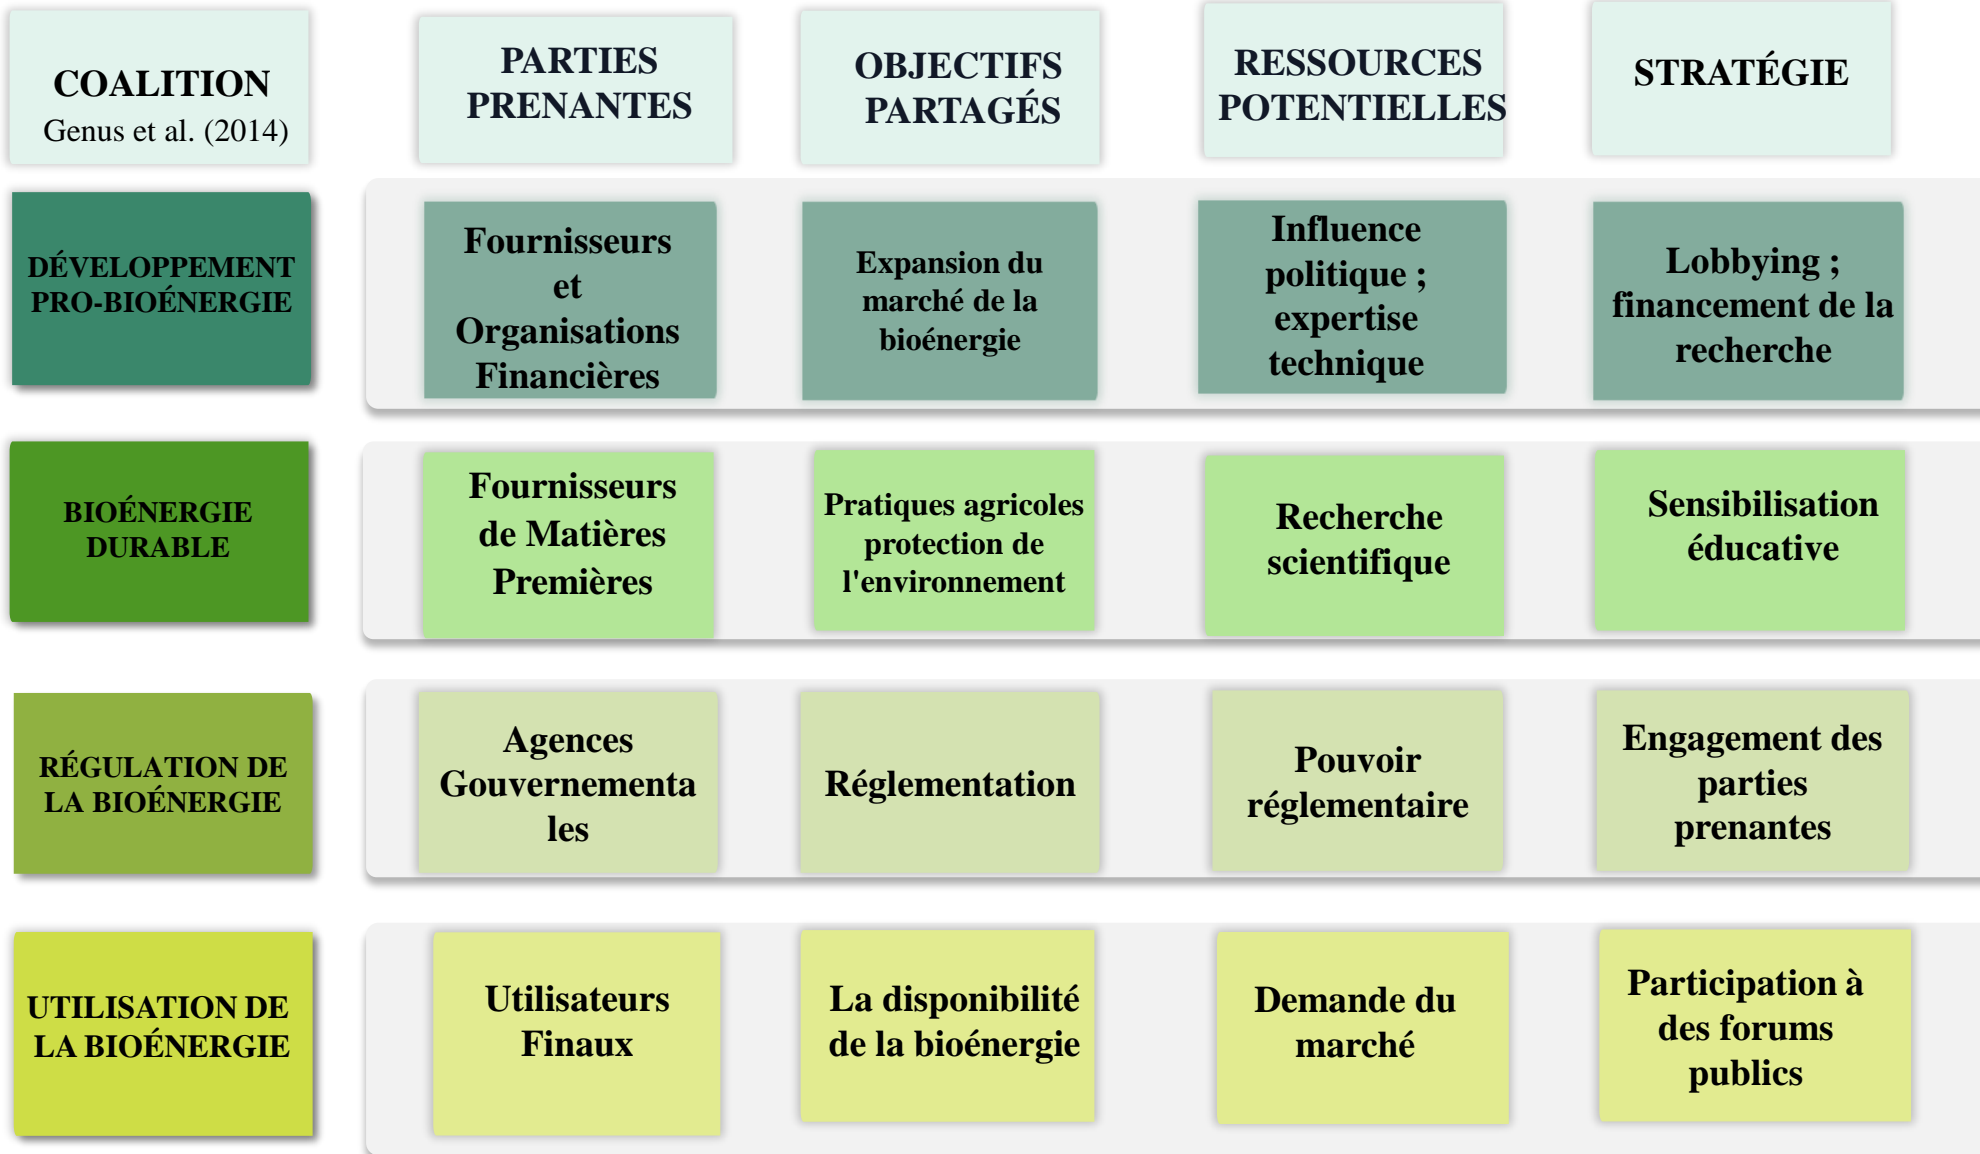 COALITION
Genus et al. (2014)
PARTIES
PRENANTES
OBJECTIFS
PARTAGÉS
RESSOURCES
POTENTIELLES
STRATÉGIE
DÉVELOPPEMENT
PRO-BIOÉNERGIE
Fournisseurs
et
Organisations
Financières
Expansion du
marché de la
bioénergie
Influence
politique ;
expertise
technique
Lobbying ;
financement de la
recherche
BIOÉNERGIE
DURABLE
Fournisseurs
de Matières
Premières
Pratiques agricoles
protection de
l'environnement
Recherche
scientifique
Sensibilisation
éducative
RÉGULATION DE
LA BIOÉNERGIE
Agences
Gouvernementa
les
Réglementation
Pouvoir
réglementaire
Engagement des
parties
prenantes
UTILISATION DE
LA BIOÉNERGIE
Utilisateurs
Finaux
La disponibilité
de la bioénergie
Demande du
marché
Participation à
des forums
publics